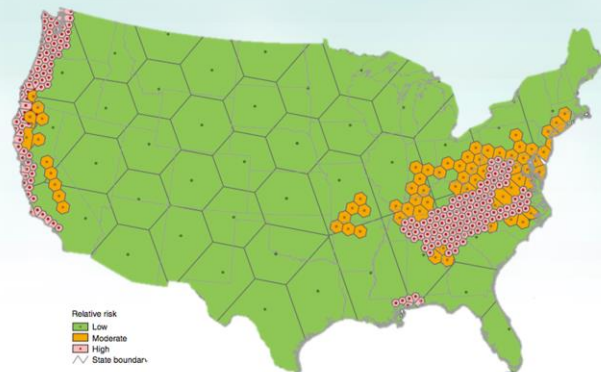 Relative risk
Low
Moderate
High
State boundary